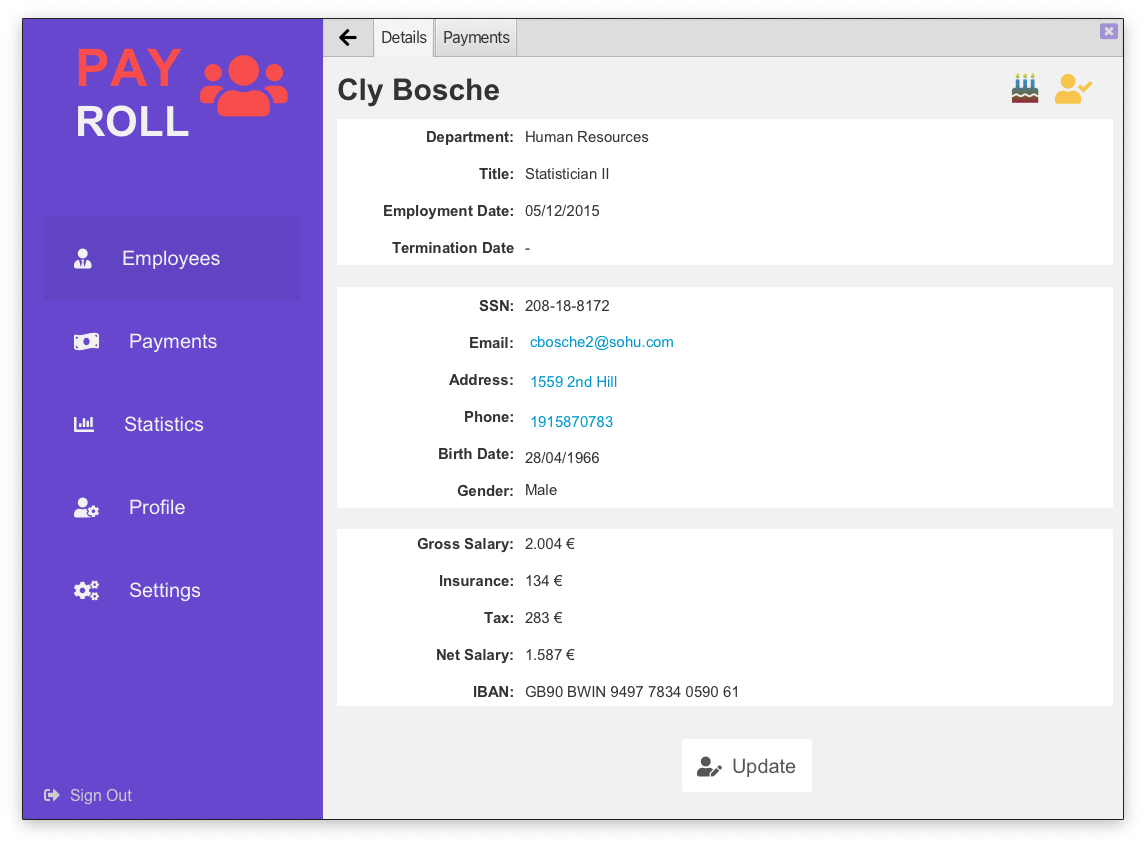 PAY
ROLL
Employees
Payments
Statistics
Profile
Settings
Sign Out
Details Payments
Cly Bosche
Department: Human Resources
Title: Statistician II
Employment Date: 05/12/2015
Termination Date -
SSN: 208-18-8172
Email: cbosche2@sohu.com
Address: 1559 2nd Hill
Phone: 1915870783
Birth Date: 28/04/1966
Gender: Male
Gross Salary: 2.004 €
Insurance: 134 €
Tax: 283 €
Net Salary: 1.587 €
IBAN: GB90 BWIN 9497 7834 0590 61
Update